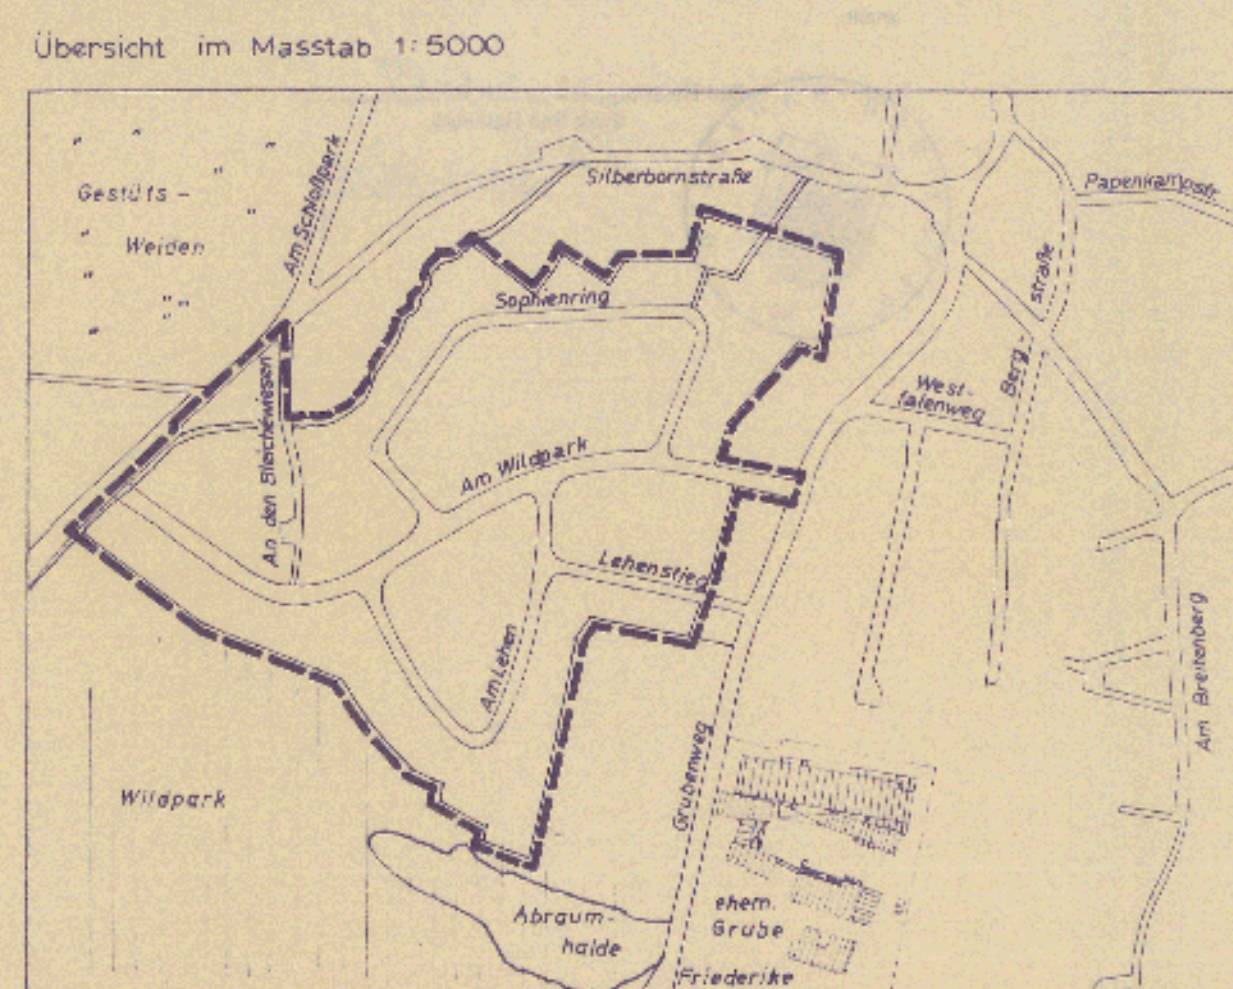 Übersicht im Masstab 1:5000
Gestüts -
Weiden
Am Schloßpark
Silberbornstraße
Papenkampstr.
Sophienring
Berg-
straße
West-
falenweg
An den Bleichewiesen
Am Wildpark
Lehenstieg
Am Lehen
Am Breitenberg
Grubenweg
Wildpark
Abraum-
halde
ehem.
Grube
Friederike